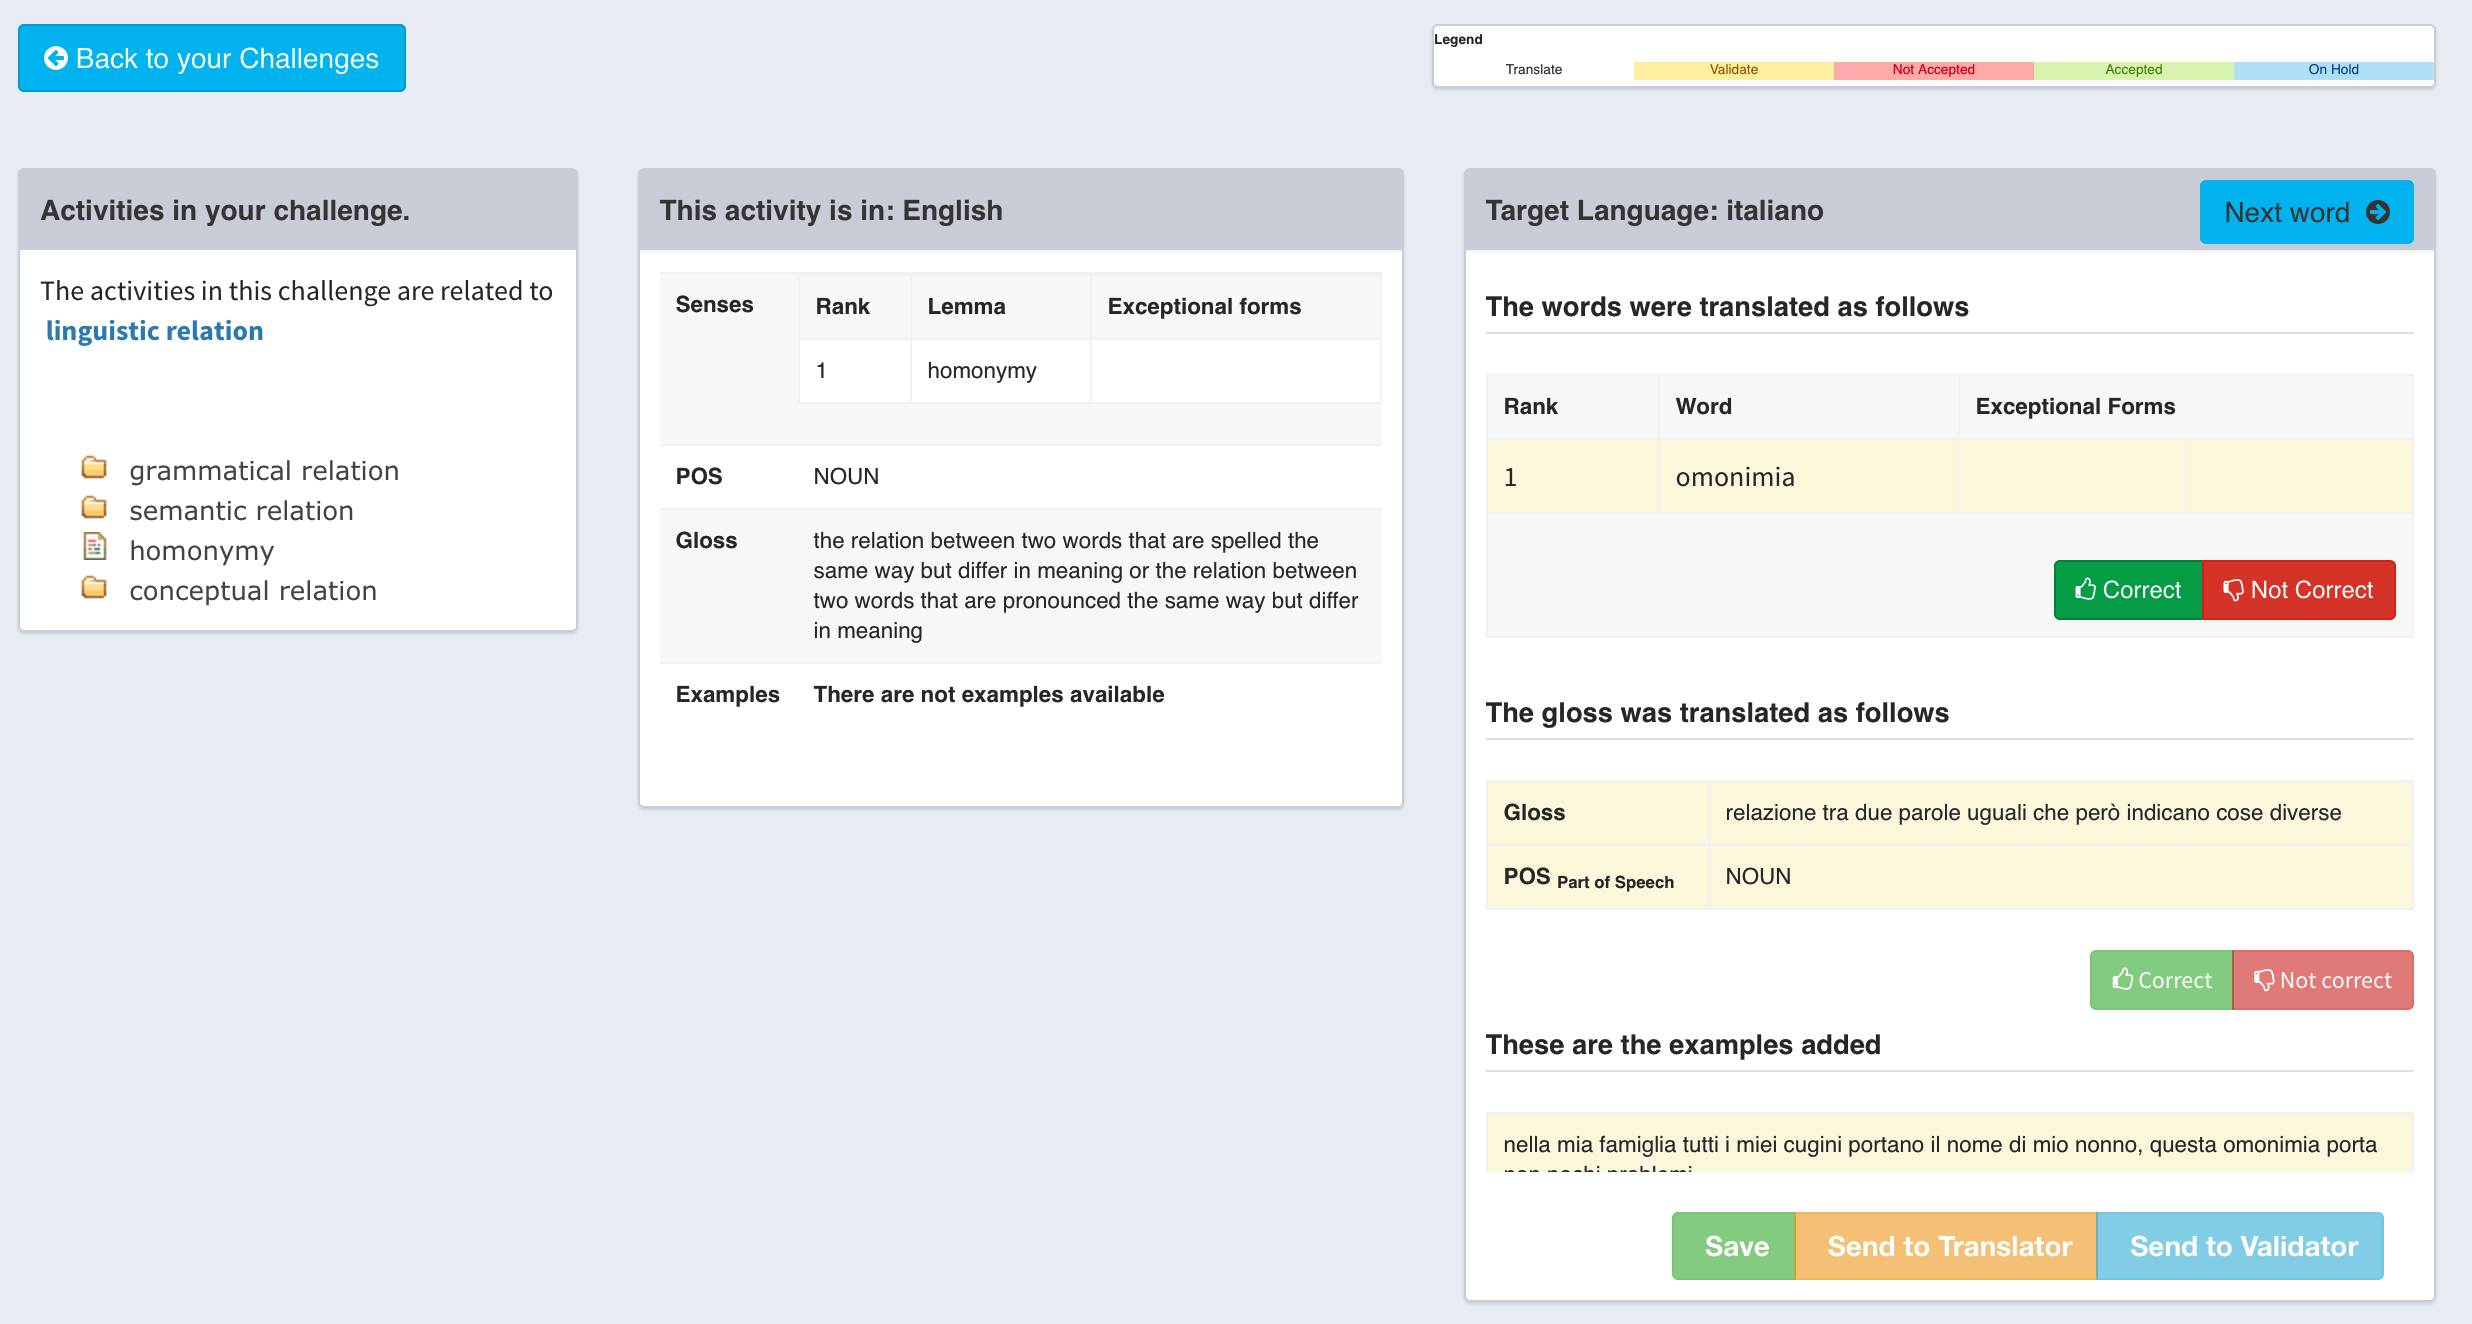 Back to your Challenges
Legend
Translate Validate Not Accepted Accepted On Hold
Activities in your challenge.
The activities in this challenge are related to
linguistic relation
grammatical relation
semantic relation
homonymy
conceptual relation
This activity is in: English
Senses Rank Lemma Exceptional forms
1 homonymy
POS NOUN
Gloss the relation between two words that are spelled the
same way but differ in meaning or the relation between
two words that are pronounced the same way but differ
in meaning
Examples There are not examples available
Target Language: italiano Next word
The words were translated as follows
Rank Word Exceptional Forms
1 omonimia
Correct Not Correct
The gloss was translated as follows
Gloss relazione tra due parole uguali che però indicano cose diverse
POS Part of Speech NOUN
Correct Not correct
These are the examples added
nella mia famiglia tutti i miei cugini portano il nome di mio nonno, questa omonimia porta
non pochi problemi
Save Send to Translator Send to Validator